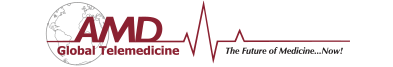 AMD
Global Telemedicine
The Future of Medicine...Now!